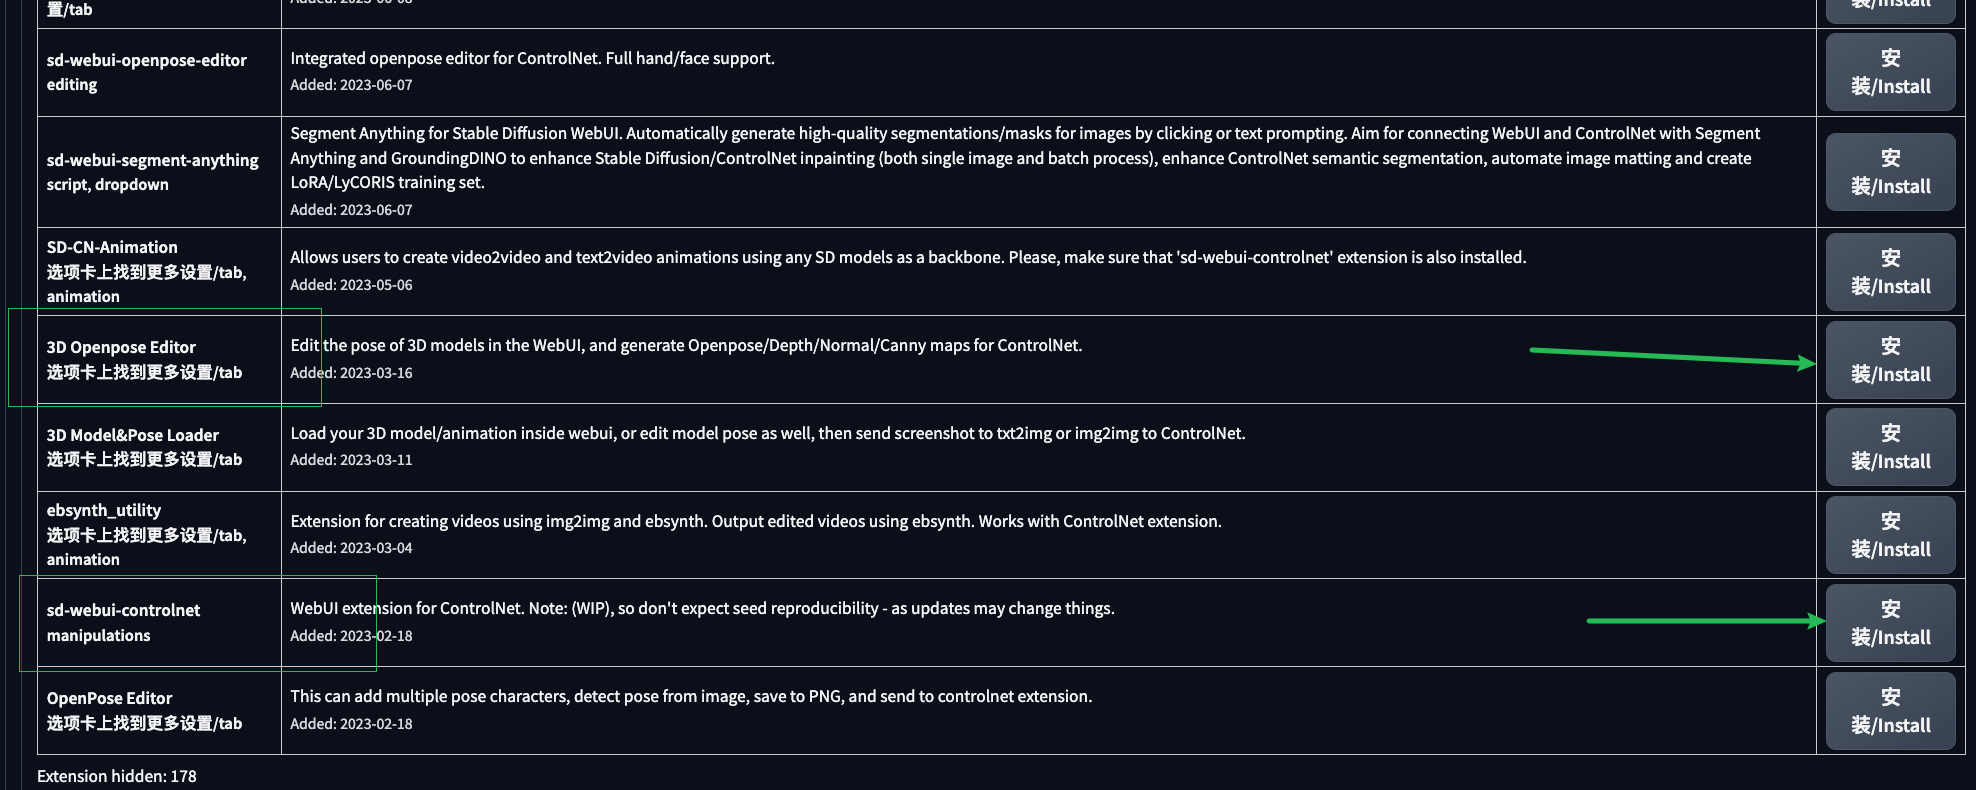 置/tab
Added: 2023-06-08
装/Install
sd-webui-openpose-editor
editing
Integrated openpose editor for ControlNet. Full hand/face support.
Added: 2023-06-07
安
装/Install
sd-webui-segment-anything
script, dropdown
Segment Anything for Stable Diffusion WebUI. Automatically generate high-quality segmentations/masks for images by clicking or text prompting. Aim for connecting WebUI and ControlNet with Segment
Anything and GroundingDINO to enhance Stable Diffusion/ControlNet inpainting (both single image and batch process), enhance ControlNet semantic segmentation, automate image matting and create
LoRA/LyCORIS training set.
Added: 2023-06-07
安
装/Install
SD-CN-Animation
选项卡上找到更多设置/tab,
animation
Allows users to create video2video and text2video animations using any SD models as a backbone. Please, make sure that 'sd-webui-controlnet' extension is also installed.
Added: 2023-05-06
安
装/Install
3D Openpose Editor
选项卡上找到更多设置/tab
Edit the pose of 3D models in the WebUI, and generate Openpose/Depth/Normal/Canny maps for ControlNet.
Added: 2023-03-16
安
装/Install
3D Model&Pose Loader
选项卡上找到更多设置/tab
Load your 3D model/animation inside webui, or edit model pose as well, then send screenshot to txt2img or img2img to ControlNet.
Added: 2023-03-11
安
装/Install
ebsynth_utility
选项卡上找到更多设置/tab,
animation
Extension for creating videos using img2img and ebsynth. Output edited videos using ebsynth. Works with ControlNet extension.
Added: 2023-03-04
安
装/Install
sd-webui-controlnet
manipulations
WebUI extension for ControlNet. Note: (WIP), so don't expect seed reproducibility - as updates may change things.
Added: 2023-02-18
安
装/Install
OpenPose Editor
选项卡上找到更多设置/tab
This can add multiple pose characters, detect pose from image, save to PNG, and send to controlnet extension.
Added: 2023-02-18
安
装/Install
Extension hidden: 178